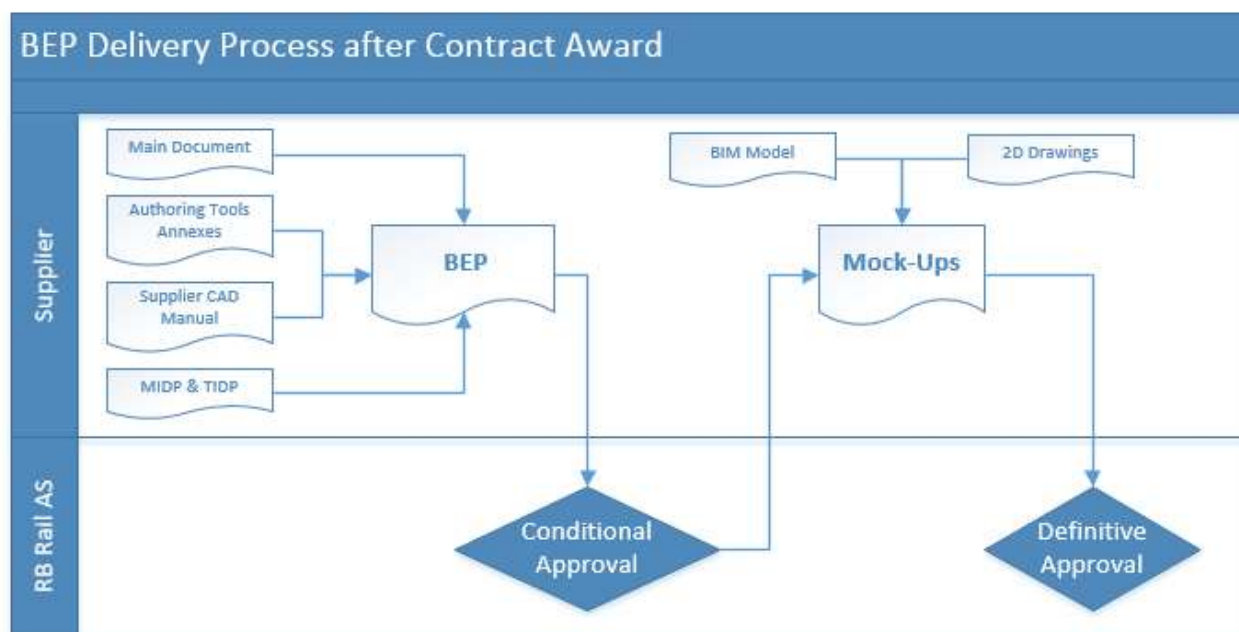 BEP Delivery Process after Contract Award
Supplier
Main Document
Authoring Tools
Annexes
Supplier CAD
Manual
MIDP & TIDP
BEP
BIM Model
2D Drawings
Mock-Ups
RB Rail AS
Conditional
Approval
Definitive
Approval